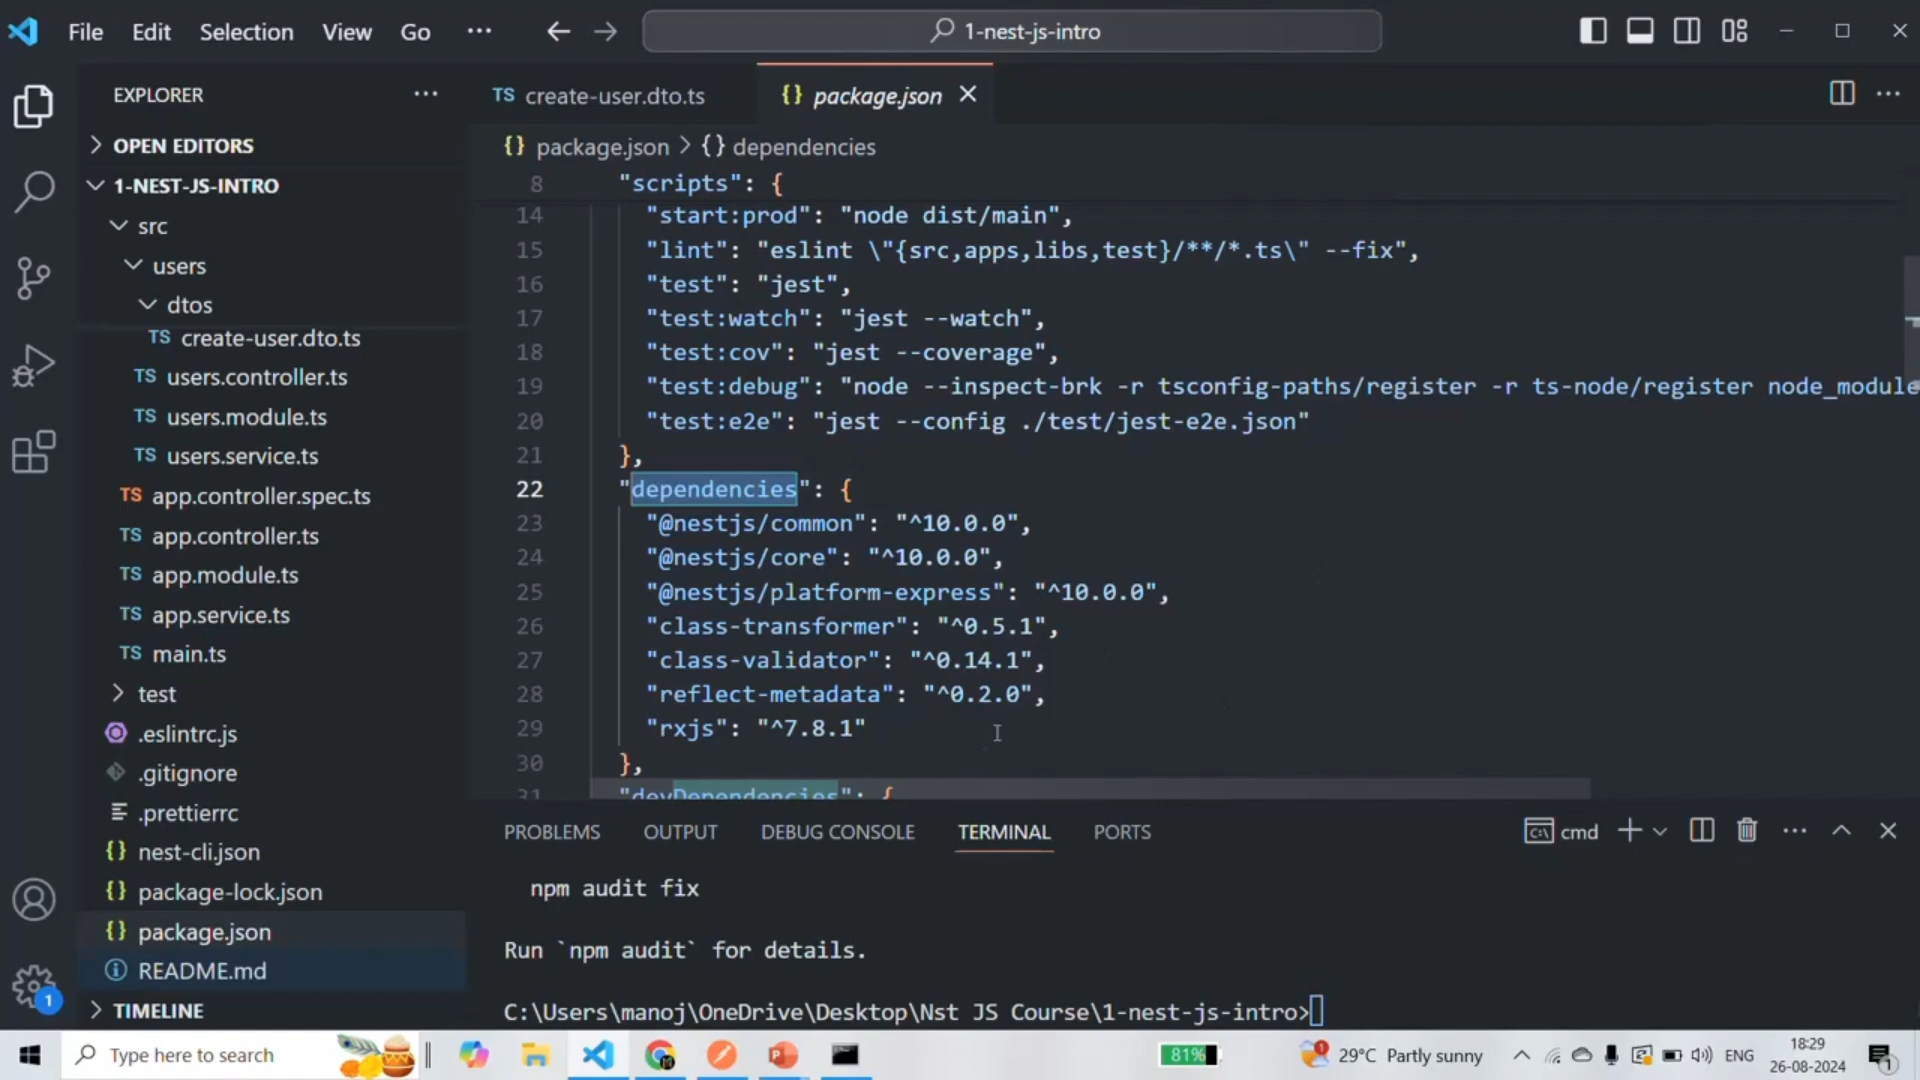 File Edit Selection View Go ··· 1-nest-js-intro
EXPLORER ···
OPEN EDITORS
1-NEST-JS-INTRO
src
users
dtos
TS create-user.dto.ts
TS users.controller.ts
TS users.module.ts
TS users.service.ts
TS app.controller.spec.ts
TS app.controller.ts
TS app.module.ts
TS app.service.ts
TS main.ts
test
.eslintrc.js
.gitignore
.prettierrc
{} nest-cli.json
{} package-lock.json
{} package.json
README.md
TIMELINE
1
TS create-user.dto.ts {} package.json
{} package.json > {} dependencies
8 "scripts": {
14 "start:prod": "node dist/main",
15 "lint": "eslint \"{src,apps,libs,test}/**/*.ts\" --fix",
16 "test": "jest",
17 "test:watch": "jest --watch",
18 "test:cov": "jest --coverage",
19 "test:debug": "node --inspect-brk -r tsconfig-paths/register -r ts-node/register node_module
20 "test:e2e": "jest --config ./test/jest-e2e.json"
21 },
22 "dependencies": {
23 "@nestjs/common": "^10.0.0",
24 "@nestjs/core": "^10.0.0",
25 "@nestjs/platform-express": "^10.0.0",
26 "class-transformer": "^0.5.1",
27 "class-validator": "^0.14.1",
28 "reflect-metadata": "^0.2.0",
29 "rxjs": "^7.8.1"
30 },
31 "devDependencies": {
PROBLEMS OUTPUT DEBUG CONSOLE TERMINAL PORTS cmd
npm audit fix
Run `npm audit` for details.
C:\Users\manoj\OneDrive\Desktop\Nst JS Course\1-nest-js-intro>
Type here to search 81% 29°C Partly sunny ENG 18:29
26-08-2024